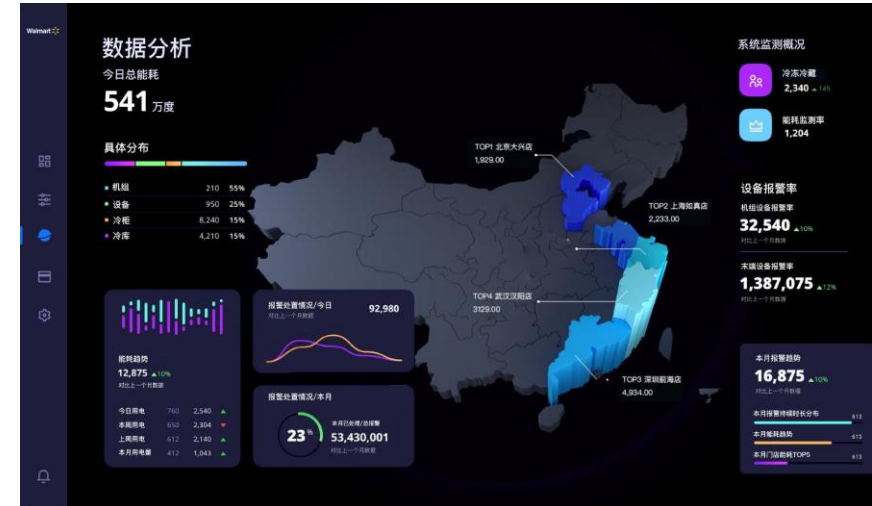 Walmart
数据分析
今日总能耗
541 万度
具体分布
机组 210 55%
设备 950 25%
冷柜 8,240 15%
冷库 4,210 15%
能耗趋势
12,875 ▲10%
对比上一个月数据
今日用电 760 2,540 ▲
本周用电 650 2,304 ▼
上周用电 612 2,140 ▲
本月用电量 412 1,043 ▲
报警处置情况/今日 92,980
对比上一个月数据
报警处置情况/本月
23%
本月已处理/总报警
53,430,001
对比上一个月数据
TOP1 北京大兴店
1,929.00
TOP2 上海如真店
2,233.00
TOP4 武汉汉阳店
3129.00
TOP3 深圳前海店
4,934.00
系统监测概况
冷冻冷藏
2,340 ▲145
能耗监测率
1,204
设备报警率
机组设备报警率
32,540 ▲10%
对比上一个月数据
末端设备报警率
1,387,075 ▲12%
对比上一个月数据
本月报警趋势
16,875 ▲10%
对比上一个月数据
本月报警持续时长分布 613
本月能耗趋势 613
本月门店能耗TOP5 613